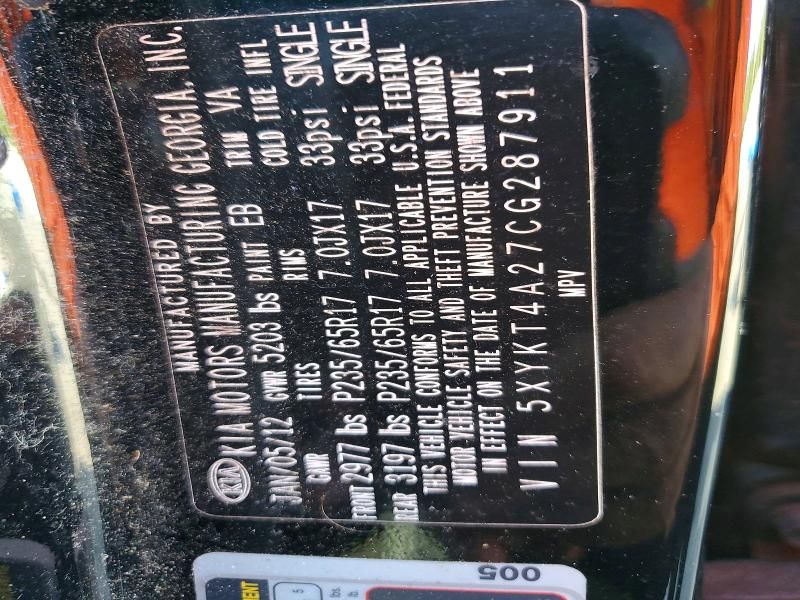 MANUFACTURED BY
KIA KIA MOTORS MANUFACTURING GEORGIA, INC.
JAN/05/12 GVWR 5203 lbs PAINT EB TRIM VA
GAWR TIRES RIMS COLD TIRE INFL
FRONT 2977 lbs P235/65R17 7.0JX17 33psi SINGLE
REAR 3197 lbs P235/65R17 7.0JX17 33psi SINGLE
THIS VEHICLE CONFORMS TO ALL APPLICABLE U.S.A. FEDERAL
MOTOR VEHICLE SAFETY AND THEFT PREVENTION STANDARDS
IN EFFECT ON THE DATE OF MANUFACTURE SHOWN ABOVE
VIN 5XYKT4A27CG287911
MPV
005